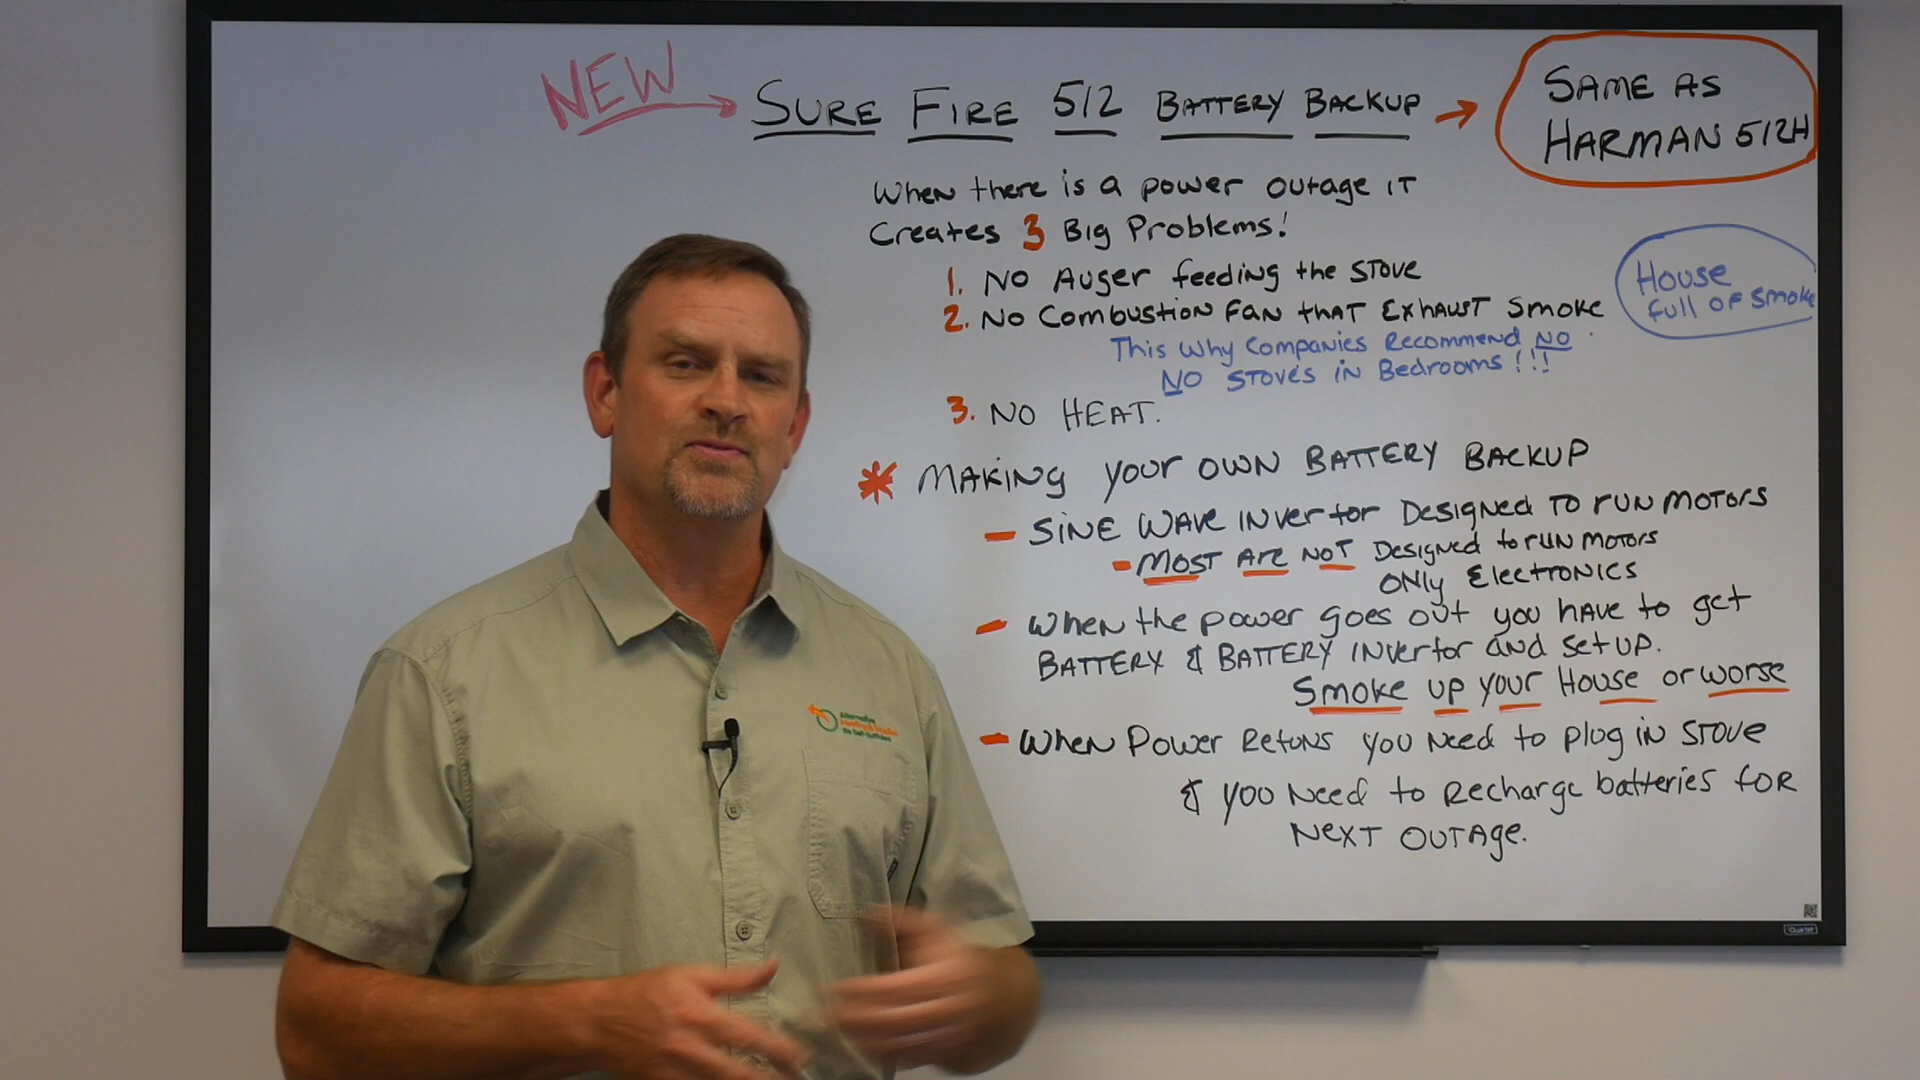 NEW
SURE FIRE 512 BATTERY BACKUP
SAME AS
HARMAN 512H
When there is a power outage IT
Creates 3 Big Problems!
1. NO Auger feeding the STOVE
2. NO Combustion Fan that EXHAUST Smoke
House
full of smoke
This Why Companies Recommend NO
NO STOVES in Bedrooms!!!
3. NO HEAT.
* MAKING YOUR OWN BATTERY BACKUP
- SINE WAVE INVERTOR Designed TO RUN MOTORS
- MOST ARE NOT Designed to RUN MOTORS
ONLY Electronics
- When the power goes out you have to get
BATTERY & BATTERY INVERTOR and set up.
Smoke up your House or worse
- When Power Retuns you need to plug in stove
& you need to Recharge batteries for
Next Outage.
Alternative
Be Self-Sufficient
Quartet